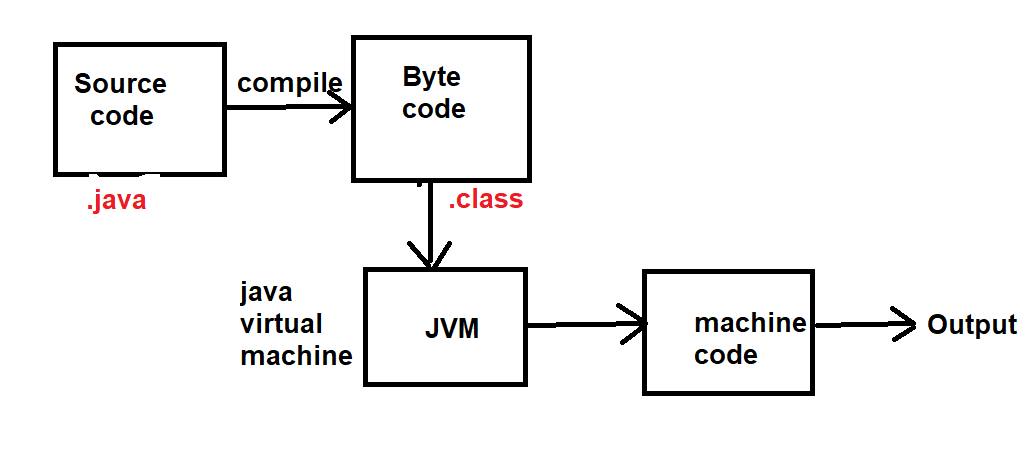 Source
code
compile
Byte
code
.java
.class
java
virtual
machine
JVM
machine
code
Output